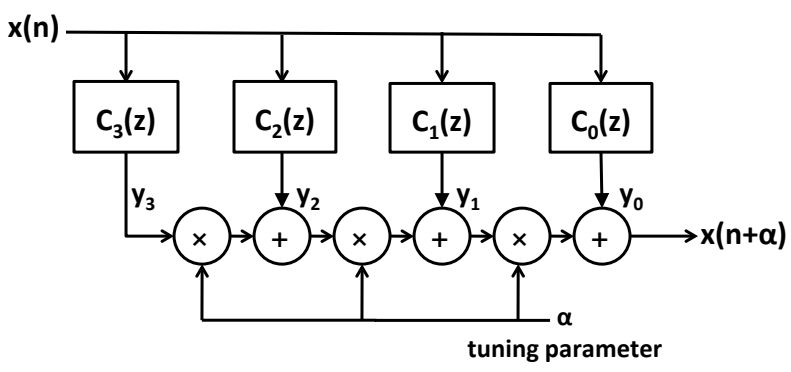 x(n)
C₃(z) C₂(z) C₁(z) C₀(z)
y₃ y₂ y₁ y₀
× + × + × + x(n+α)
α
tuning parameter